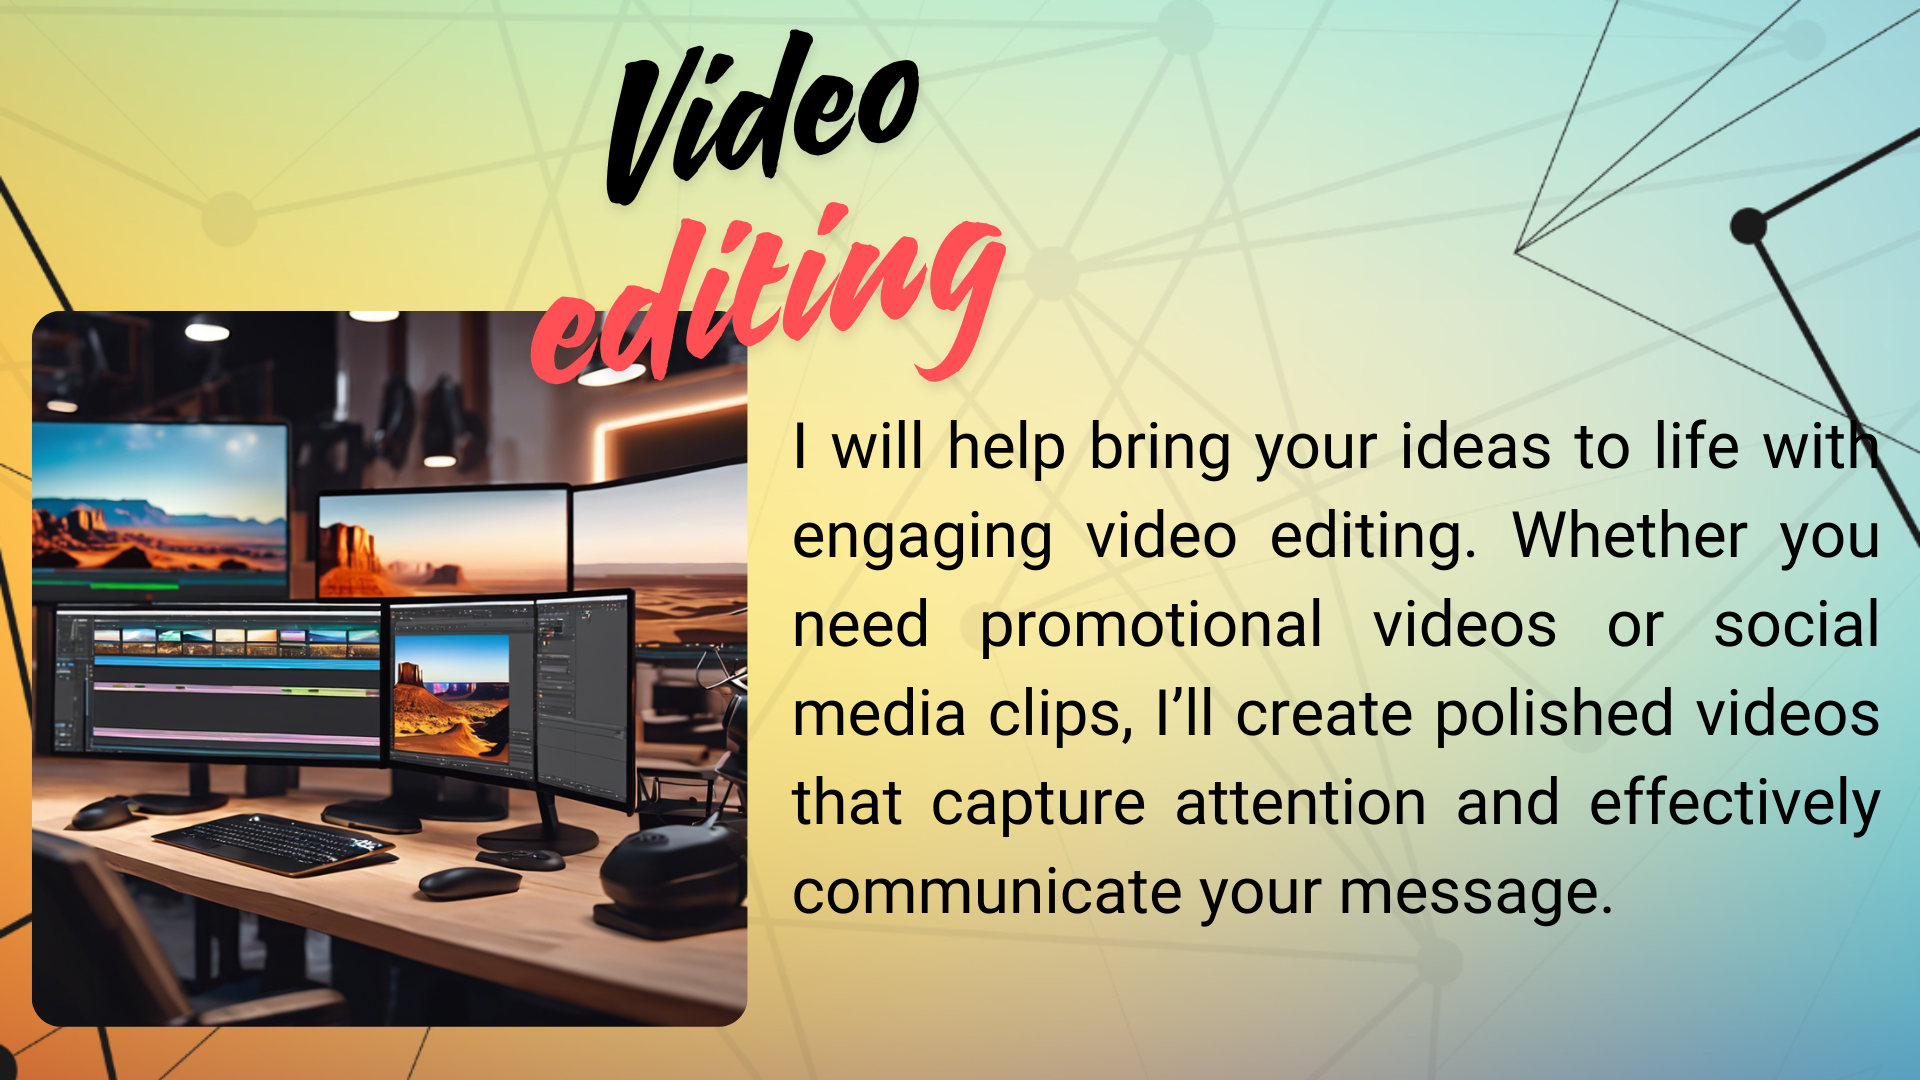 Video
editing
I will help bring your ideas to life with
engaging video editing. Whether you
need promotional videos or social
media clips, I’ll create polished videos
that capture attention and effectively
communicate your message.